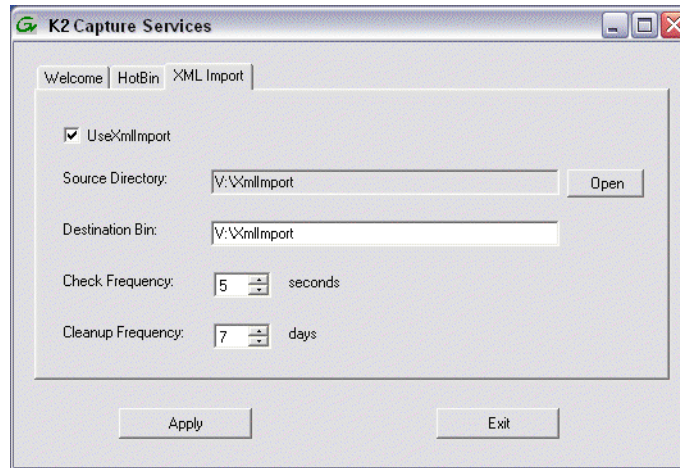 K2 Capture Services
Welcome HotBin XML Import
UseXmlImport
Source Directory: V:\XmlImport Open
Destination Bin: V:\XmlImport
Check Frequency: 5 seconds
Cleanup Frequency: 7 days
Apply Exit